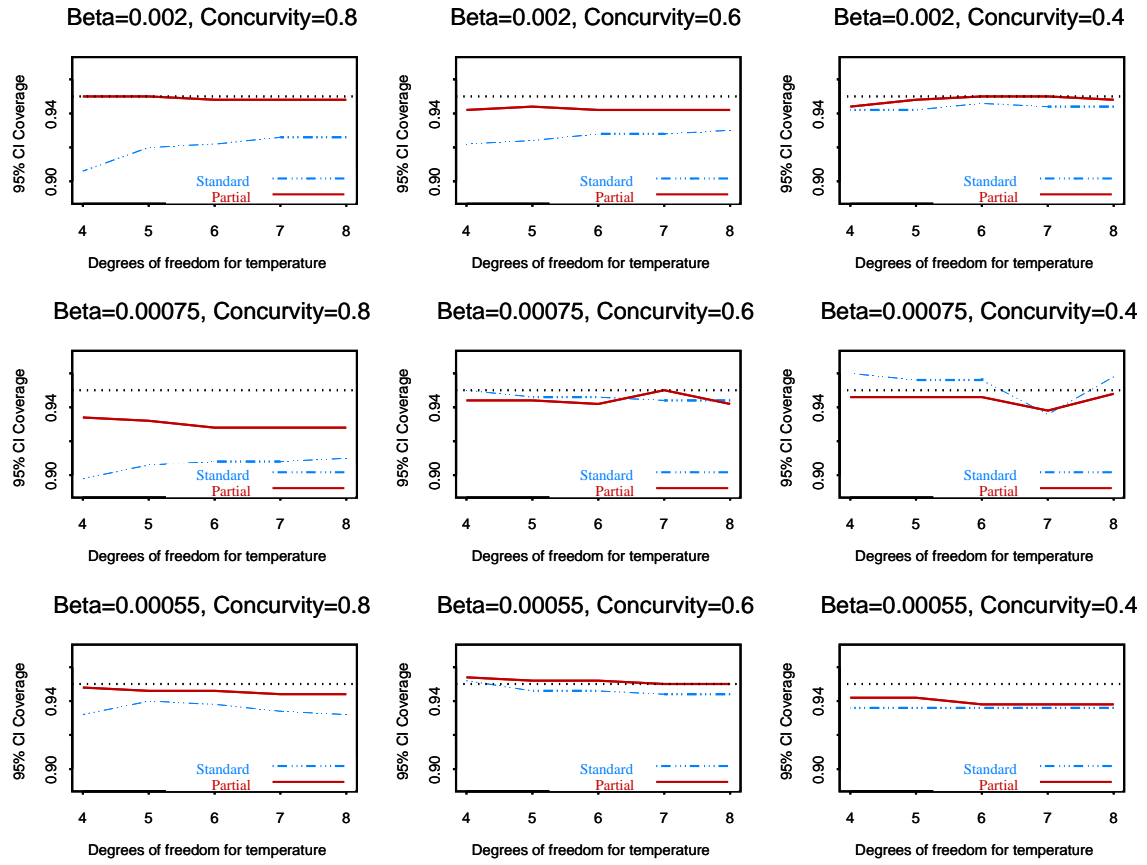 Beta=0.002, Concurvity=0.8
95% CI Coverage
0.94
0.90
Standard
Partial
4 5 6 7 8
Degrees of freedom for temperature
Beta=0.002, Concurvity=0.6
95% CI Coverage
0.94
0.90
Standard
Partial
4 5 6 7 8
Degrees of freedom for temperature
Beta=0.002, Concurvity=0.4
95% CI Coverage
0.94
0.90
Standard
Partial
4 5 6 7 8
Degrees of freedom for temperature
Beta=0.00075, Concurvity=0.8
95% CI Coverage
0.94
0.90
Standard
Partial
4 5 6 7 8
Degrees of freedom for temperature
Beta=0.00075, Concurvity=0.6
95% CI Coverage
0.94
0.90
Standard
Partial
4 5 6 7 8
Degrees of freedom for temperature
Beta=0.00075, Concurvity=0.4
95% CI Coverage
0.94
0.90
Standard
Partial
4 5 6 7 8
Degrees of freedom for temperature
Beta=0.00055, Concurvity=0.8
95% CI Coverage
0.94
0.90
Standard
Partial
4 5 6 7 8
Degrees of freedom for temperature
Beta=0.00055, Concurvity=0.6
95% CI Coverage
0.94
0.90
Standard
Partial
4 5 6 7 8
Degrees of freedom for temperature
Beta=0.00055, Concurvity=0.4
95% CI Coverage
0.94
0.90
Standard
Partial
4 5 6 7 8
Degrees of freedom for temperature